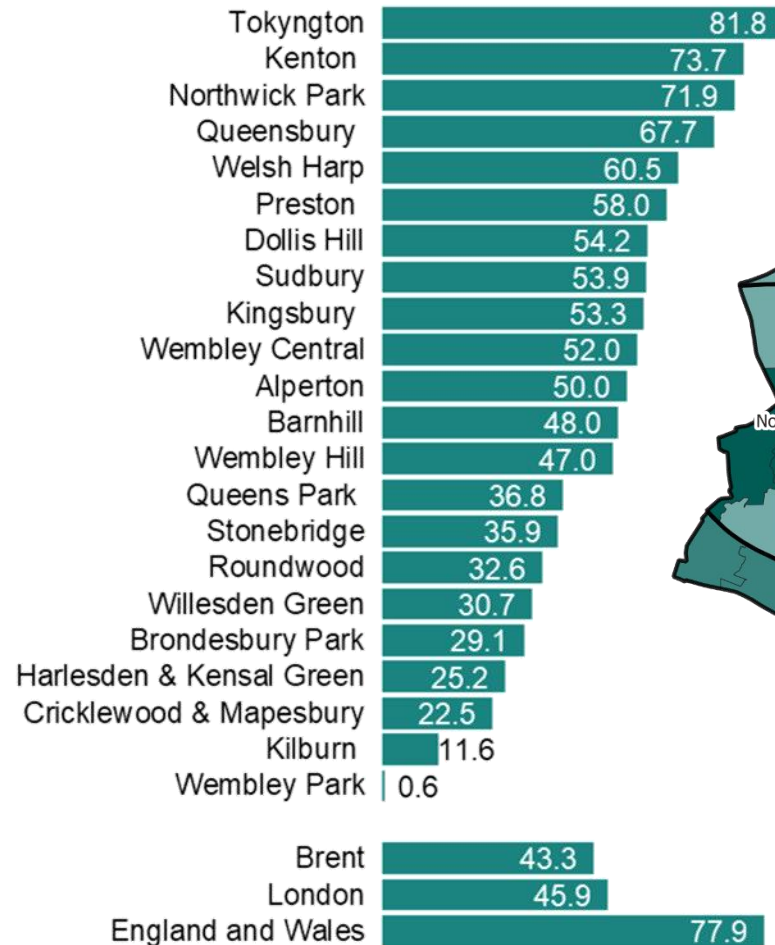 Tokyngton 81.8
Kenton 73.7
Northwick Park 71.9
Queensbury 67.7
Welsh Harp 60.5
Preston 58.0
Dollis Hill 54.2
Sudbury 53.9
Kingsbury 53.3
Wembley Central 52.0
Alperton 50.0
Barnhill 48.0
No
Wembley Hill 47.0
Queens Park 36.8
Stonebridge 35.9
Roundwood 32.6
Willesden Green 30.7
Brondesbury Park 29.1
Harlesden & Kensal Green 25.2
Cricklewood & Mapesbury 22.5
Kilburn 11.6
Wembley Park 0.6
Brent 43.3
London 45.9
England and Wales 77.9